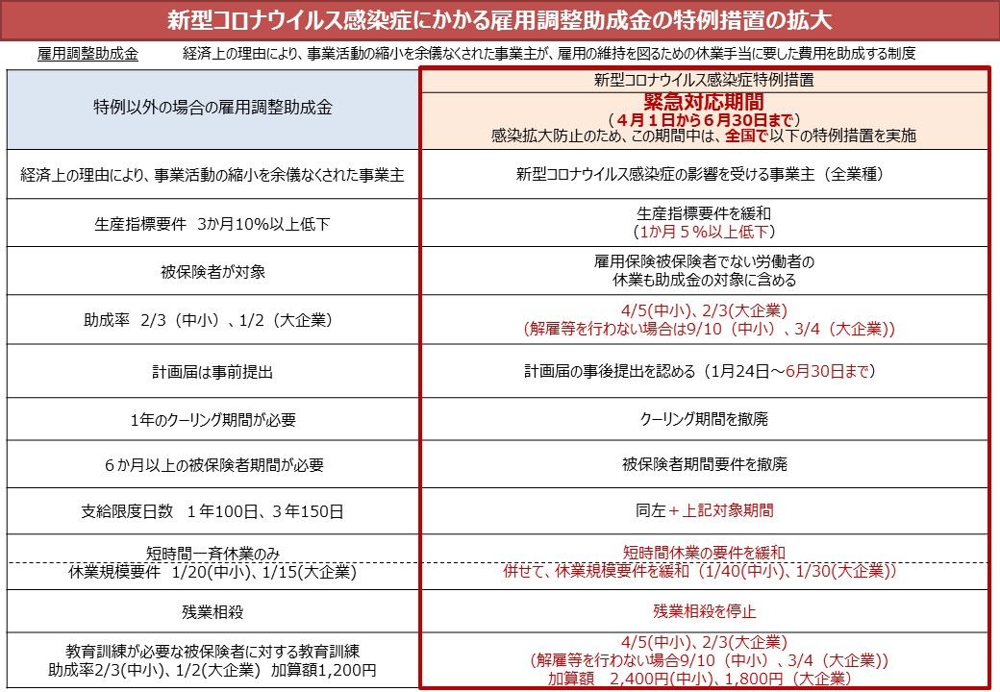 新型コロナウイルス感染症にかかる雇用調整助成金の特例措置の拡大
雇用調整助成金　経済上の理由により、事業活動の縮小を余儀なくされた事業主が、雇用の維持を図るための休業手当に要した費用を助成する制度
特例以外の場合の雇用調整助成金
新型コロナウイルス感染症特例措置
緊急対応期間
（４月１日から６月30日まで）
感染拡大防止のため、この期間中は、全国で以下の特例措置を実施
経済上の理由により、事業活動の縮小を余儀なくされた事業主
新型コロナウイルス感染症の影響を受ける事業主（全業種）
生産指標要件　3か月10％以上低下
生産指標要件を緩和
（1か月５％以上低下）
被保険者が対象
雇用保険被保険者でない労働者の
休業も助成金の対象に含める
助成率　2/3（中小）、1/2（大企業）
4/5(中小)、2/3(大企業)
（解雇等を行わない場合は9/10（中小）、3/4（大企業))
計画届は事前提出
計画届の事後提出を認める（1月24日～6月30日まで）
1年のクーリング期間が必要
クーリング期間を撤廃
６か月以上の被保険者期間が必要
被保険者期間要件を撤廃
支給限度日数　１年100日、３年150日
同左＋上記対象期間
短時間一斉休業のみ
休業規模要件　1/20(中小)、1/15(大企業)
短時間休業の要件を緩和
併せて、休業規模要件を緩和（1/40(中小)、1/30(大企業)）
残業相殺
残業相殺を停止
教育訓練が必要な被保険者に対する教育訓練
助成率2/3(中小)、1/2(大企業)　加算額1,200円
4/5(中小)、2/3(大企業)
（解雇等を行わない場合9/10（中小）、3/4（大企業))
加算額　2,400円(中小)、1,800円（大企業）